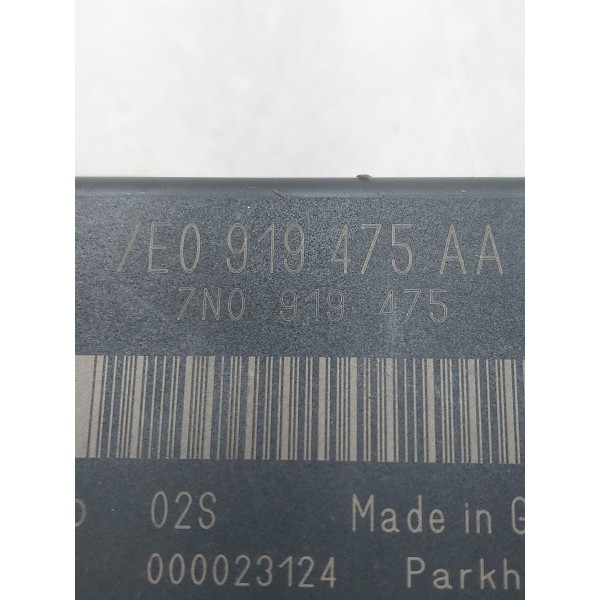 7E0 919 475 AA
7N0 919 475
02S Made in G
000023124 Parkh